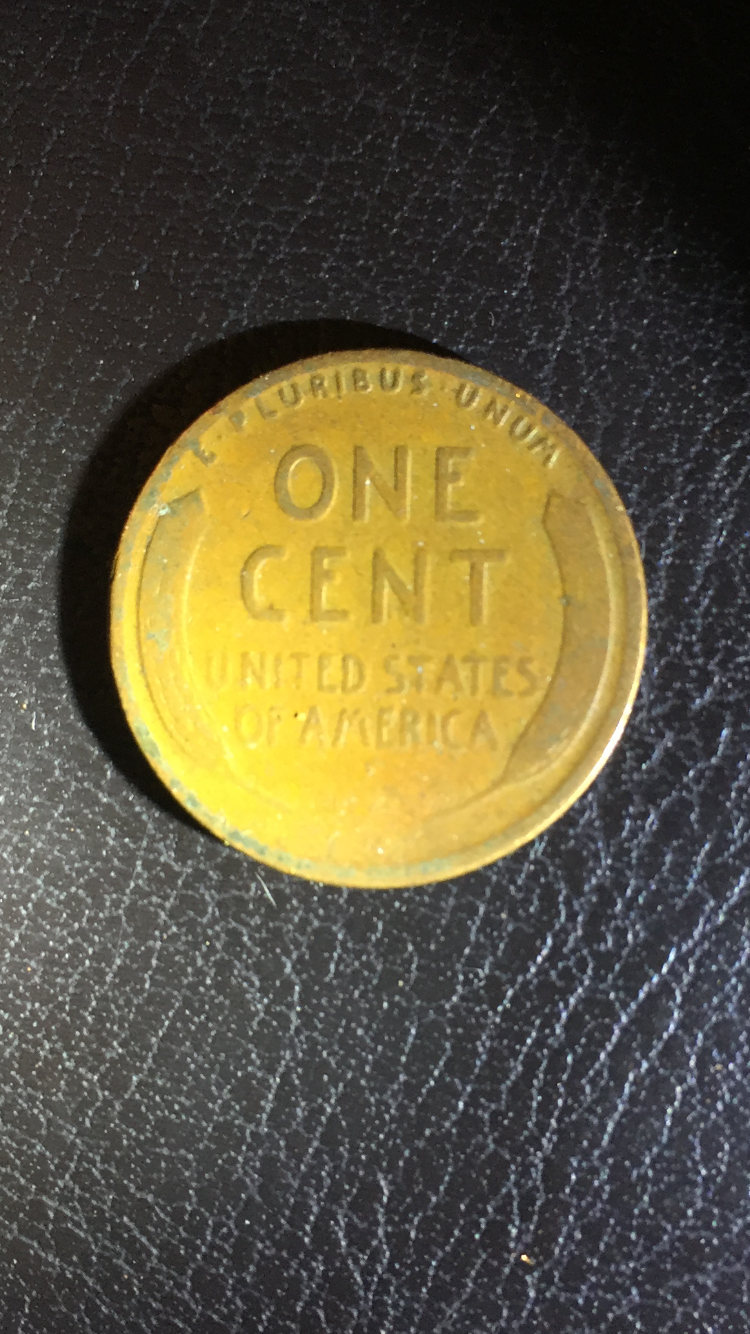 E·PLURIBUS·UNUM
ONE
CENT
UNITED STATES
OF AMERICA